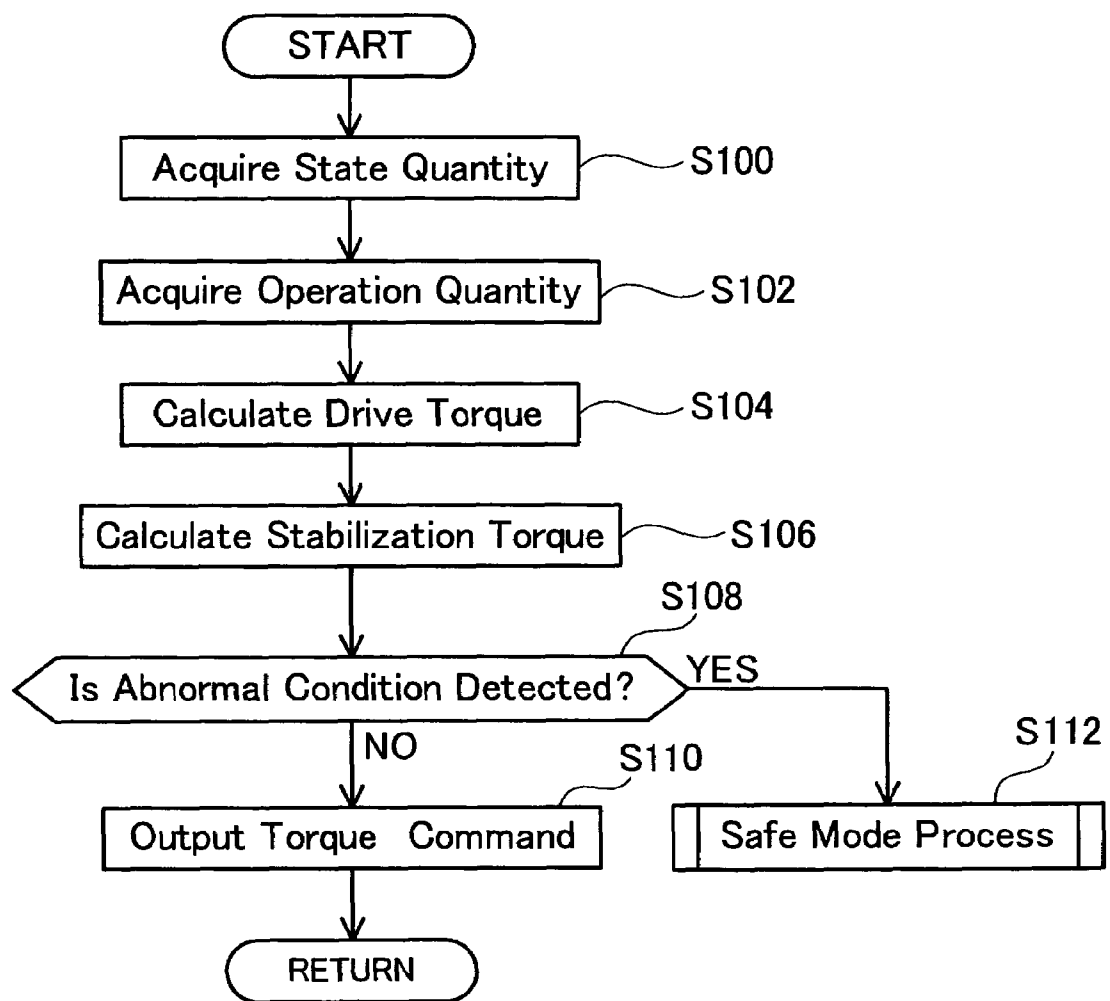 START
Acquire State Quantity
S100
Acquire Operation Quantity
S102
Calculate Drive Torque
S104
Calculate Stabilization Torque
S106
S108
Is Abnormal Condition Detected?
YES
NO
S110
S112
Output Torque Command
Safe Mode Process
RETURN